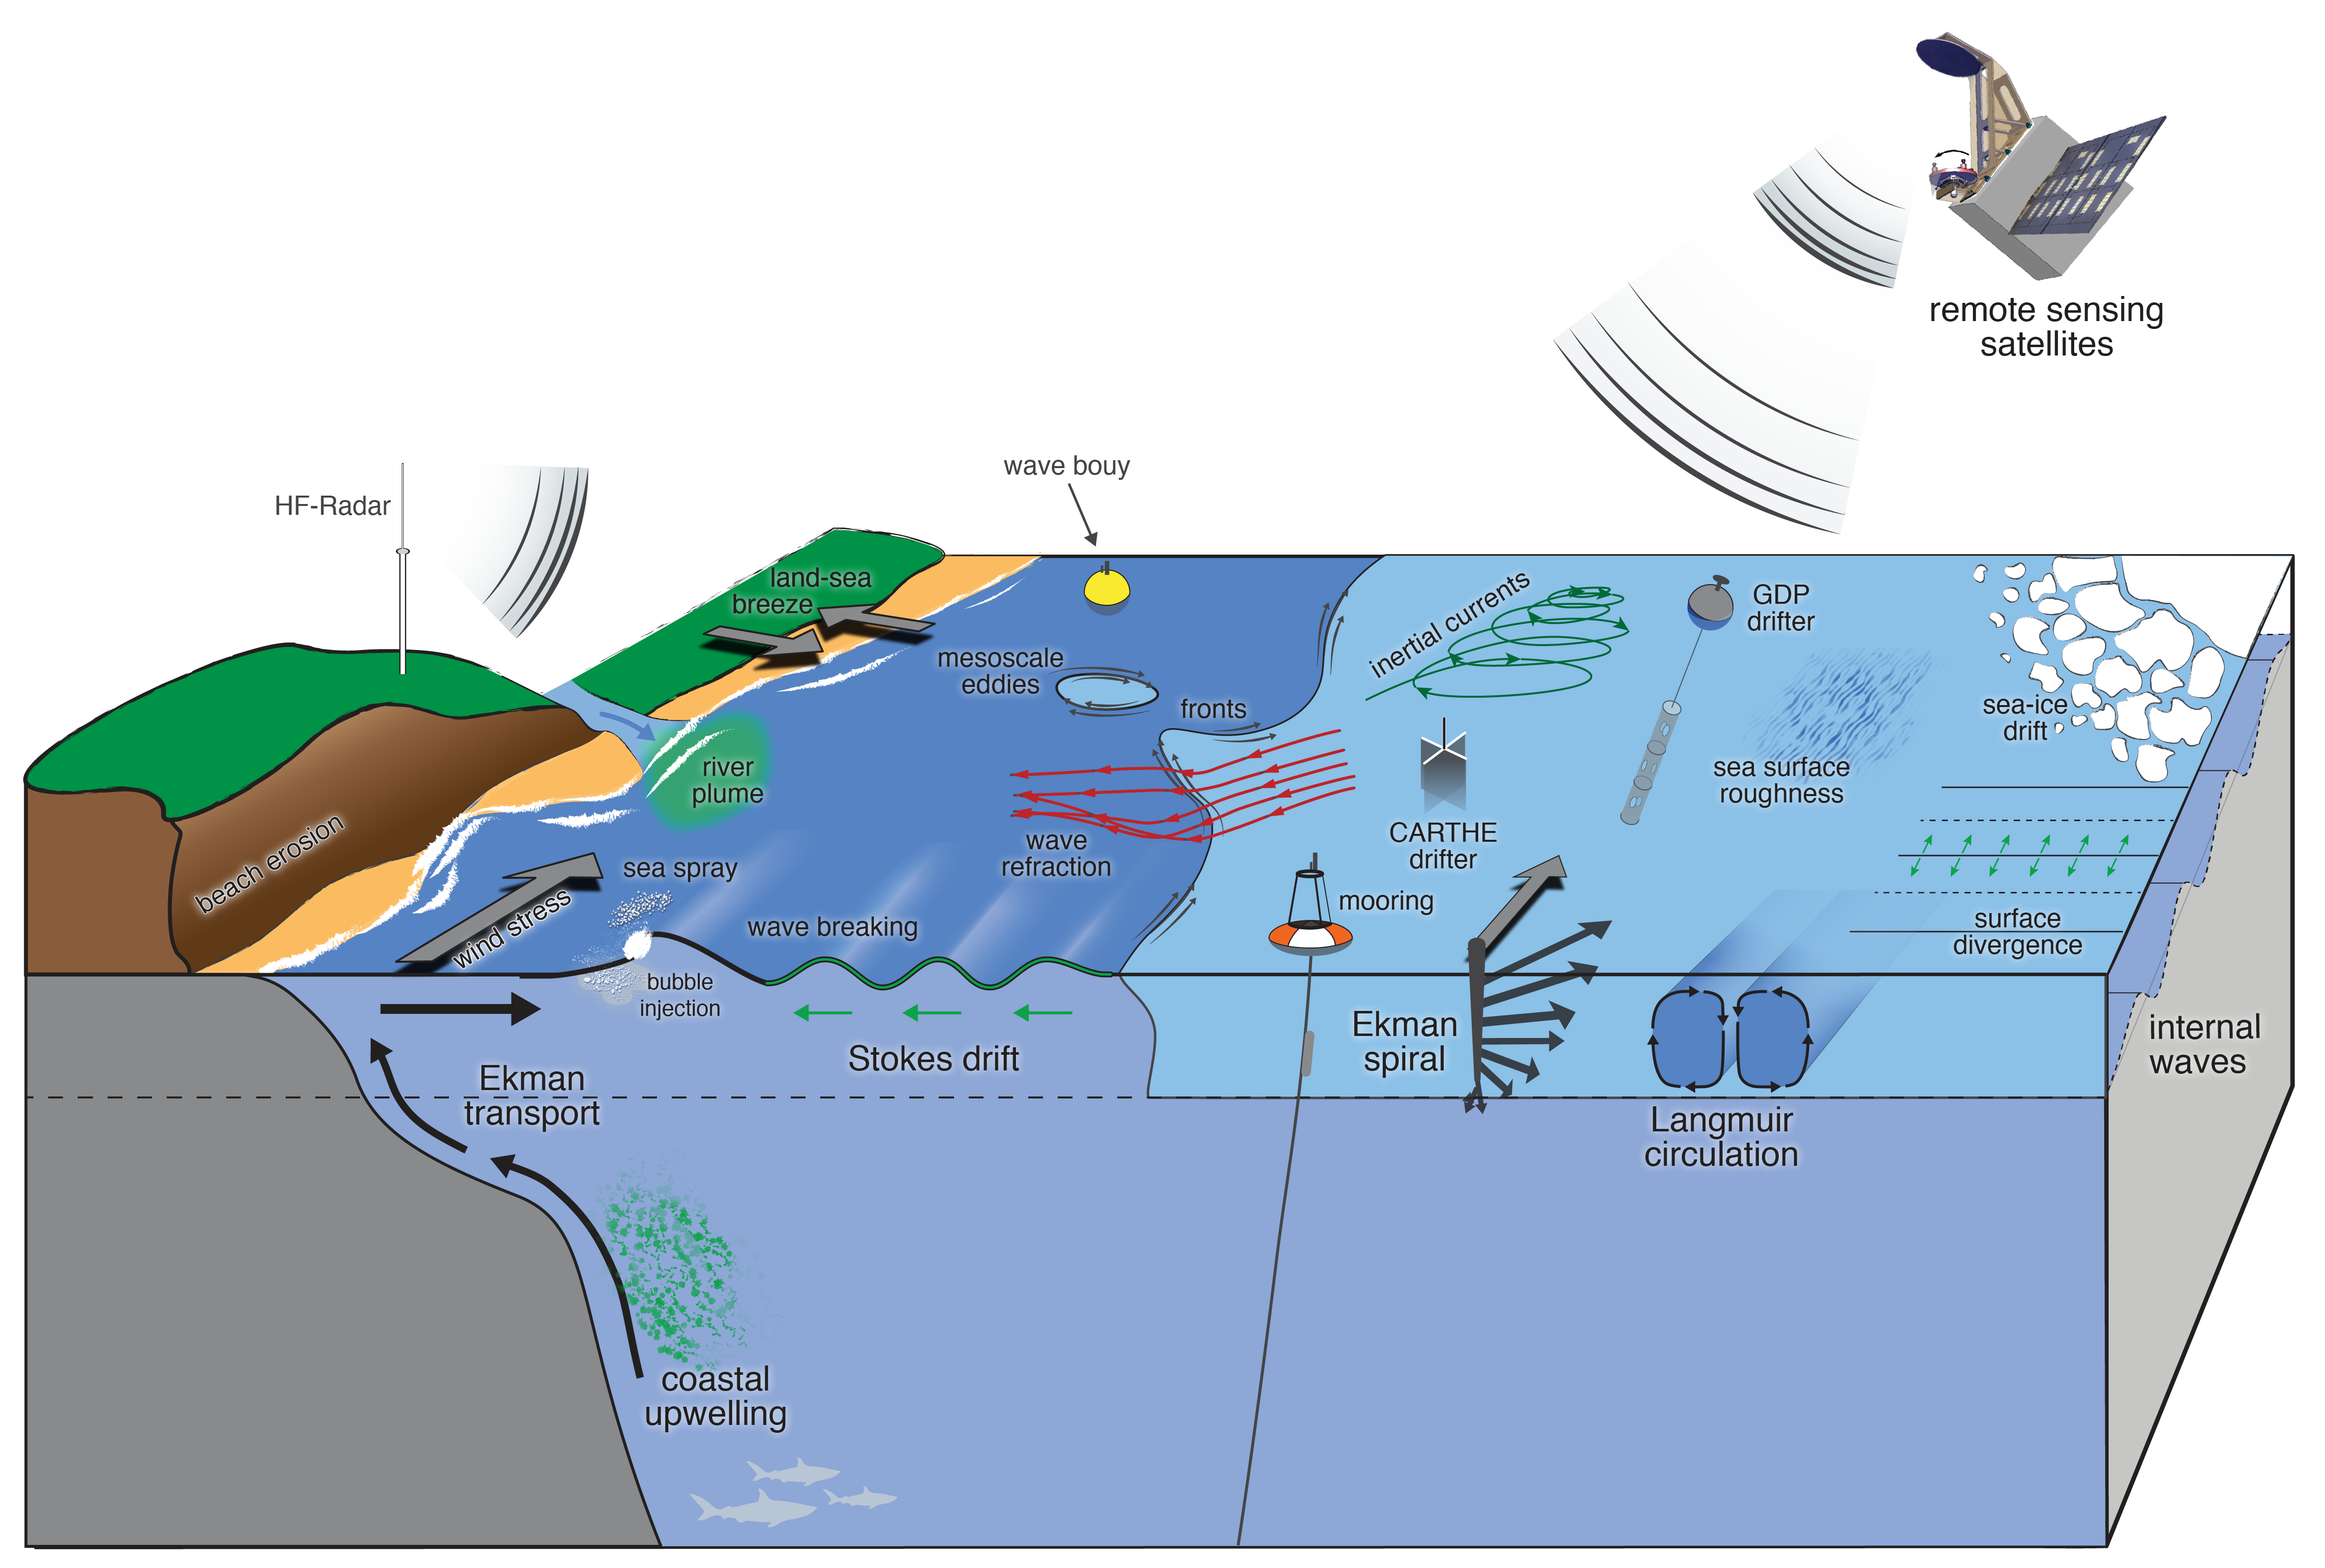 remote sensing
satellites
wave bouy
HF-Radar
land-sea
breeze
inertial currents
GDP
drifter
mesoscale
eddies
fronts
sea-ice
drift
river
plume
sea surface
roughness
beach erosion
wave
refraction
CARTHE
drifter
sea spray
mooring
wind stress
wave breaking
surface
divergence
bubble
injection
Ekman
spiral
internal
waves
Stokes drift
Ekman
transport
Langmuir
circulation
coastal
upwelling